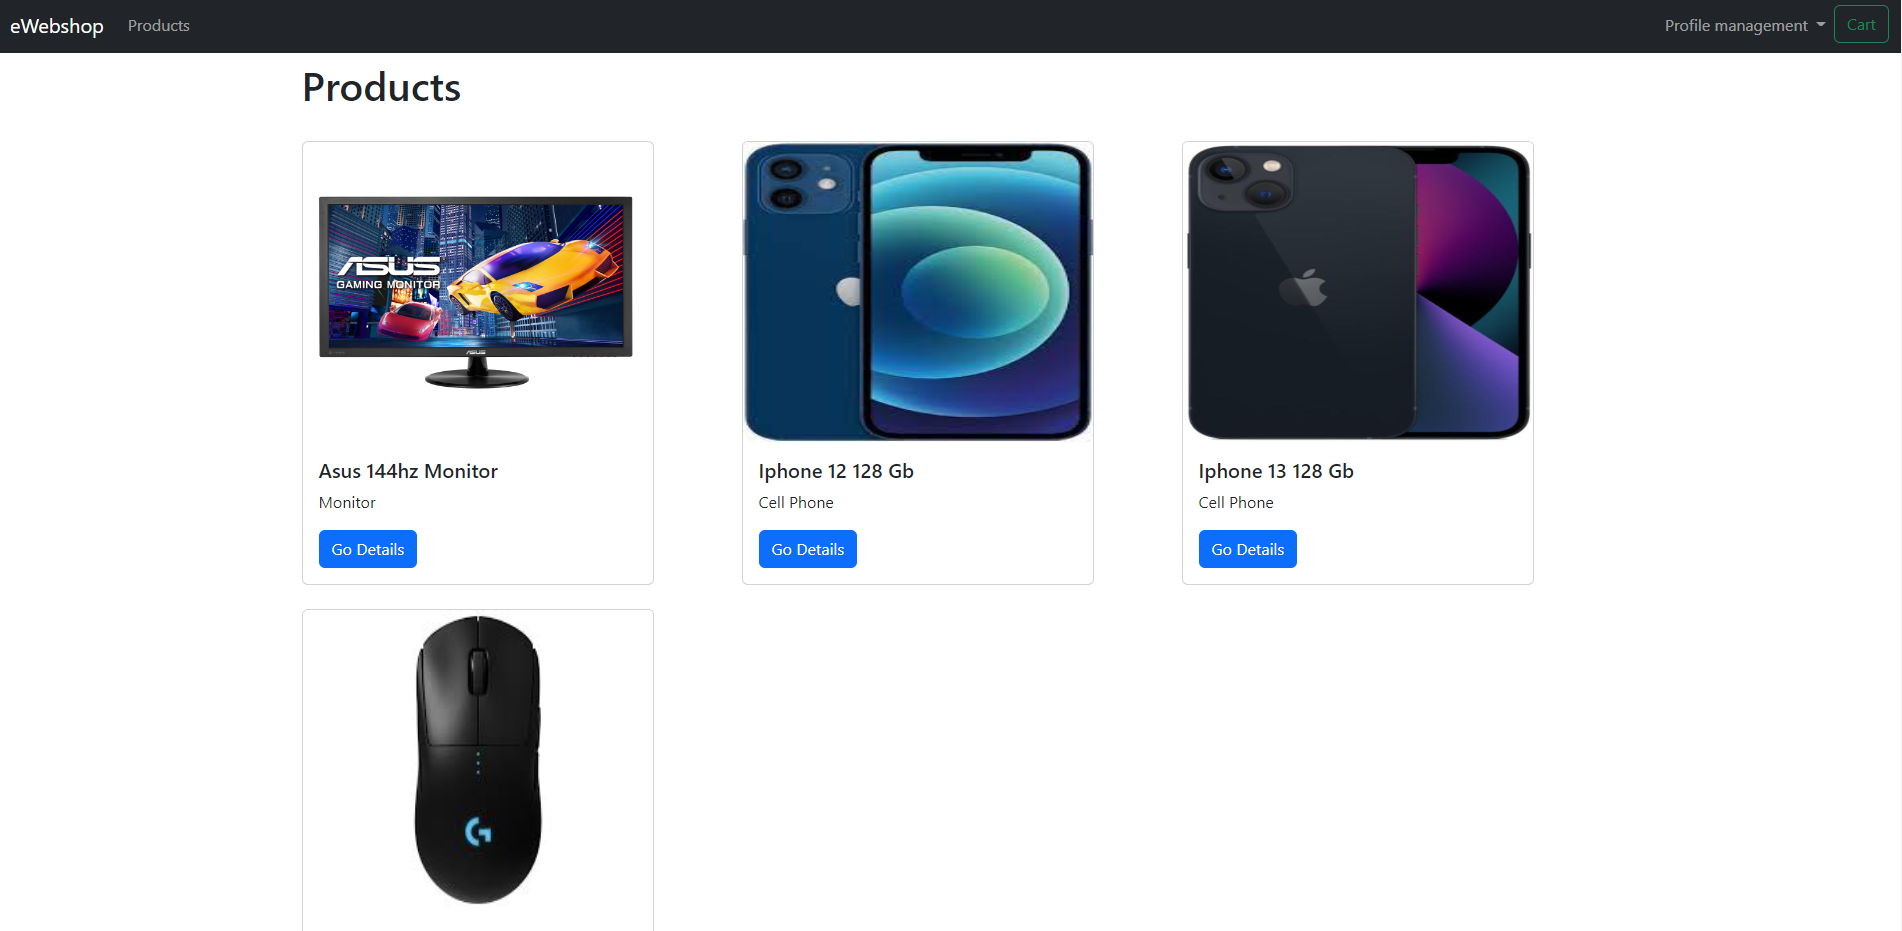 eWebshop Products Profile management Cart
Products
ASUS
GAMING MONITOR
ASUS
Asus 144hz Monitor
Monitor
Go Details
Iphone 12 128 Gb
Cell Phone
Go Details
Iphone 13 128 Gb
Cell Phone
Go Details
G